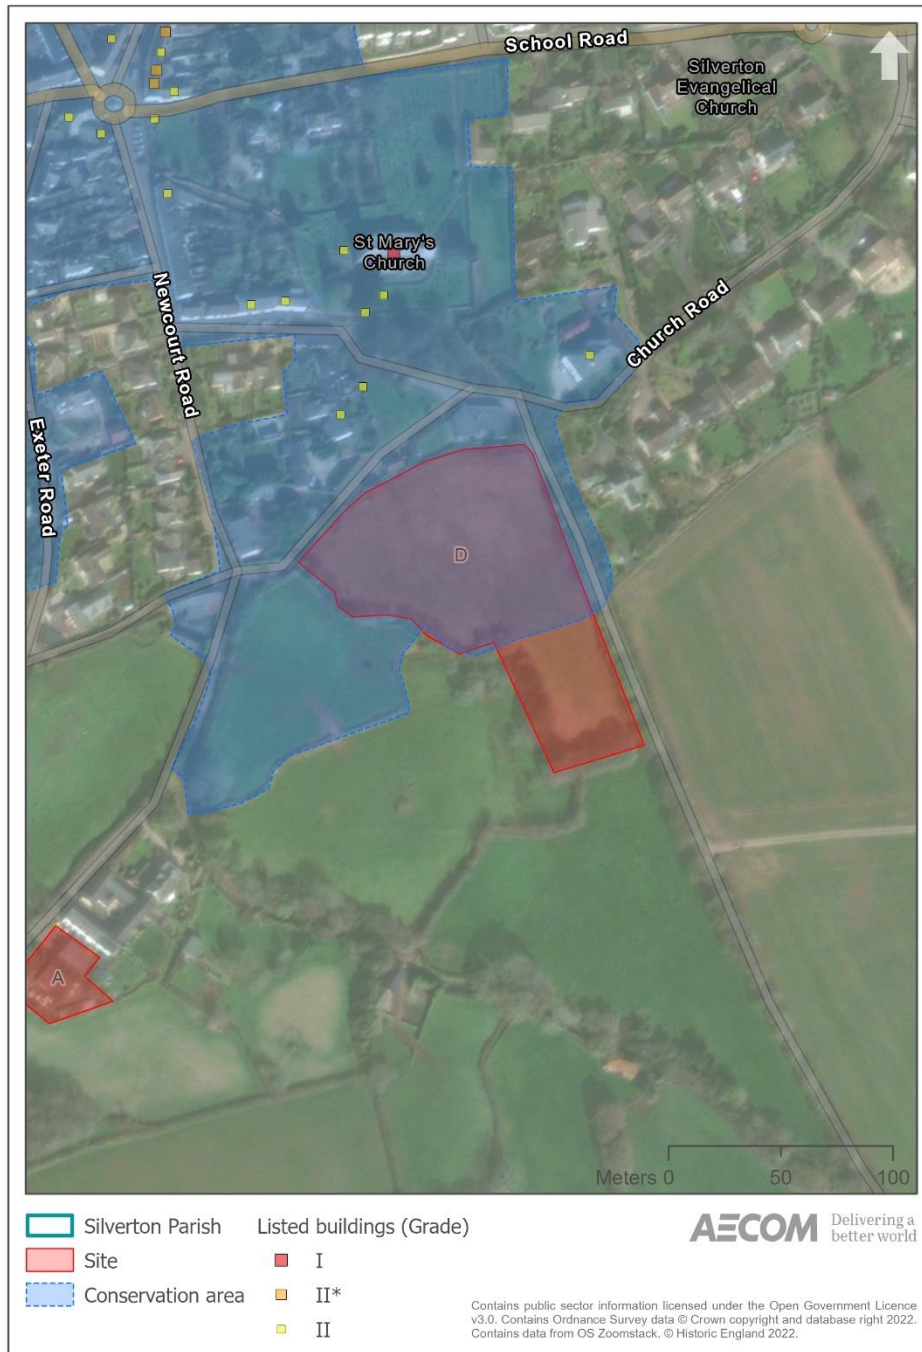 School Road
Silverton
Evangelical
Church
St Mary's
Church
Newcourt Road
Church Road
Exeter Road
D
A
Meters 0 50 100
Silverton Parish
Site
Conservation area
Listed buildings (Grade)
I
II*
II
AECOM Delivering a
better world
Contains public sector information licensed under the Open Government Licence
v3.0. Contains Ordnance Survey data © Crown copyright and database right 2022.
Contains data from OS Zoomstack. © Historic England 2022.